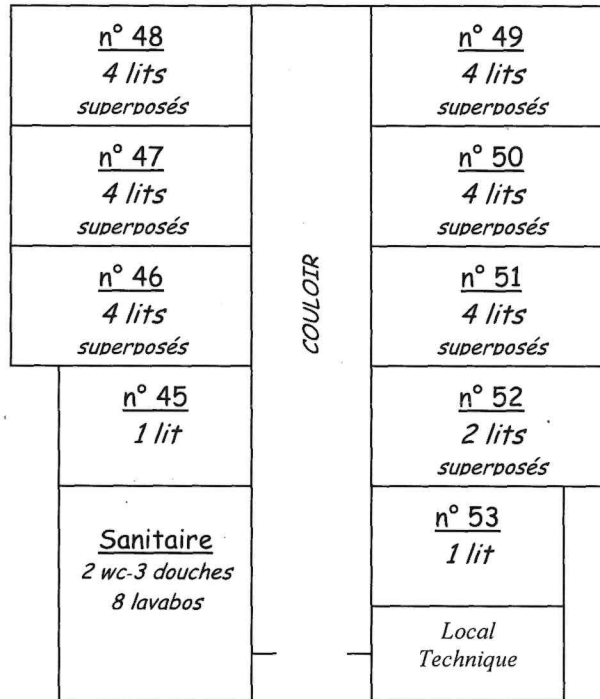 n° 48
4 lits
superposés
n° 47
4 lits
superposés
n° 46
4 lits
superposés
n° 45
1 lit
Sanitaire
2 wc-3 douches
8 lavabos
COULOIR
n° 49
4 lits
superposés
n° 50
4 lits
superposés
n° 51
4 lits
superposés
n° 52
2 lits
superposés
n° 53
1 lit
Local
Technique